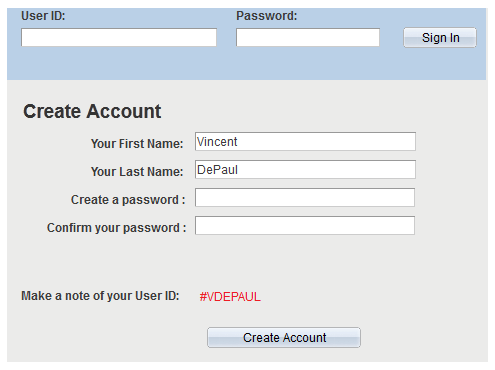 User ID: Password:
Sign In
Create Account
Your First Name: Vincent
Your Last Name: DePaul
Create a password :
Confirm your password :
Make a note of your User ID: #VDEPAUL
Create Account